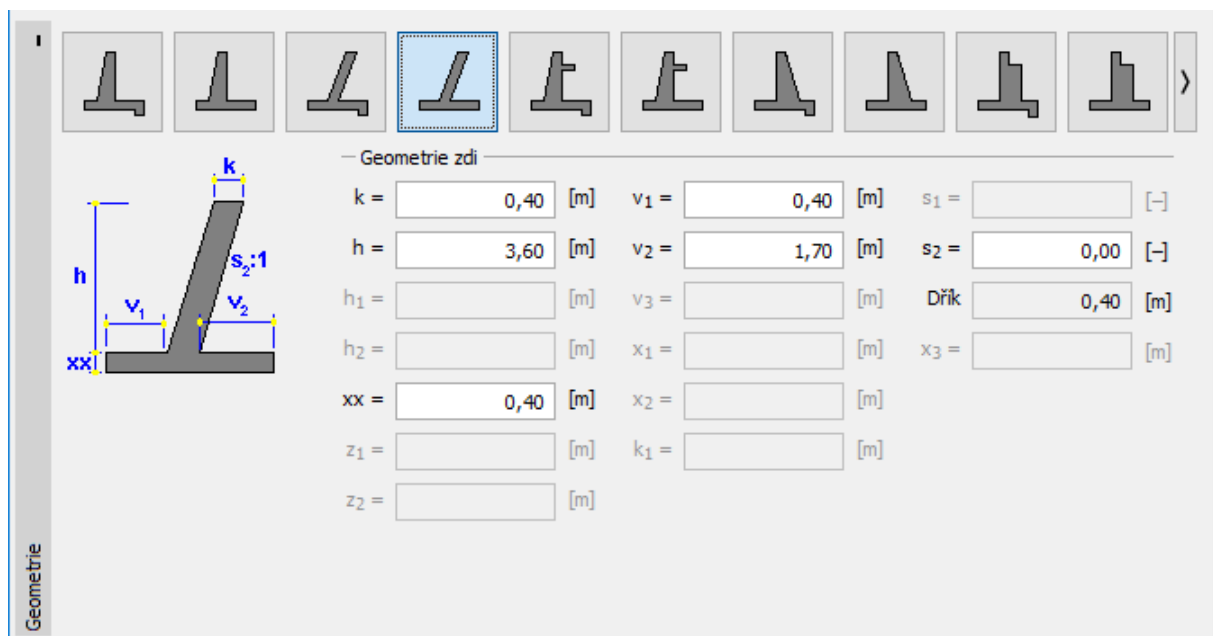 Geometrie zdi
k = 0,40 [m] v1 = 0,40 [m] s1 = [–]
h = 3,60 [m] v2 = 1,70 [m] s2 = 0,00 [–]
h1 = [m] v3 = [m] Dřík 0,40 [m]
h2 = [m] x1 = [m] x3 = [m]
xx = 0,40 [m] x2 = [m]
z1 = [m] k1 = [m]
z2 = [m]
k
h
s2:1
v1
v2
xx
Geometrie